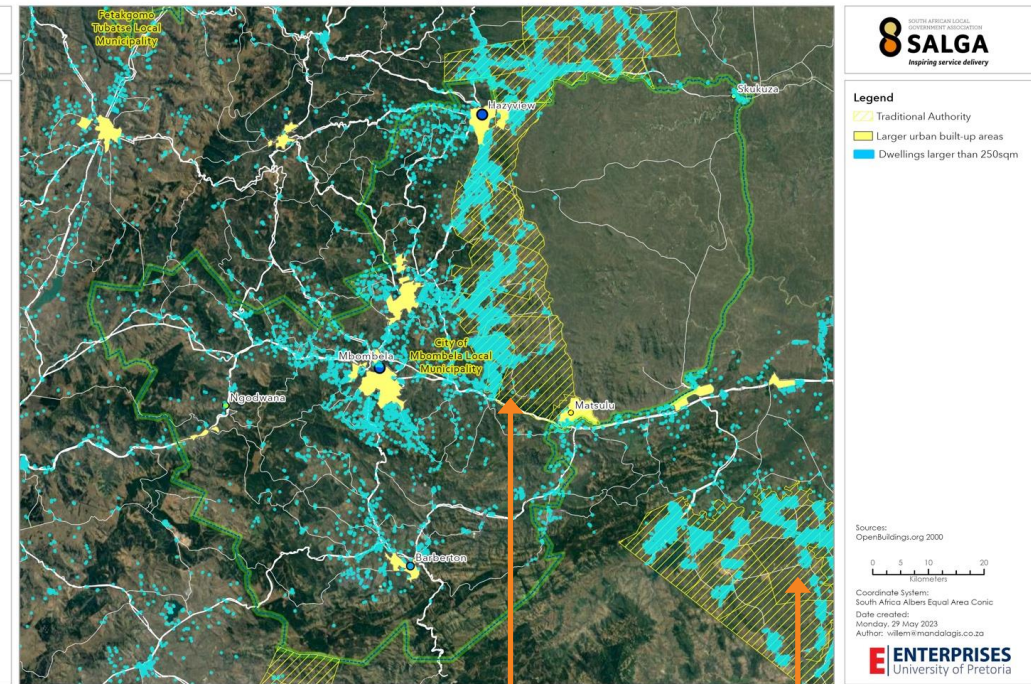 Fetakgomo
Tubatse Local
Municipality
Hazyview
Skukuza
Mbombela
City of
Mbombela Local
Municipality
Ngodwana
Matsulu
Barberton
SOUTH AFRICAN LOCAL
GOVERNMENT ASSOCIATION
SALGA
Inspiring service delivery
Legend
Traditional Authority
Larger urban built-up areas
Dwellings larger than 250sqm
Sources:
OpenBuildings.org 2000
0 5 10 20
Kilometers
Coordinate System:
South Africa Albers Equal Area Conic
Date created:
Monday, 29 May 2023
Author: willem@mandalagis.co.za
E ENTERPRISES
University of Pretoria